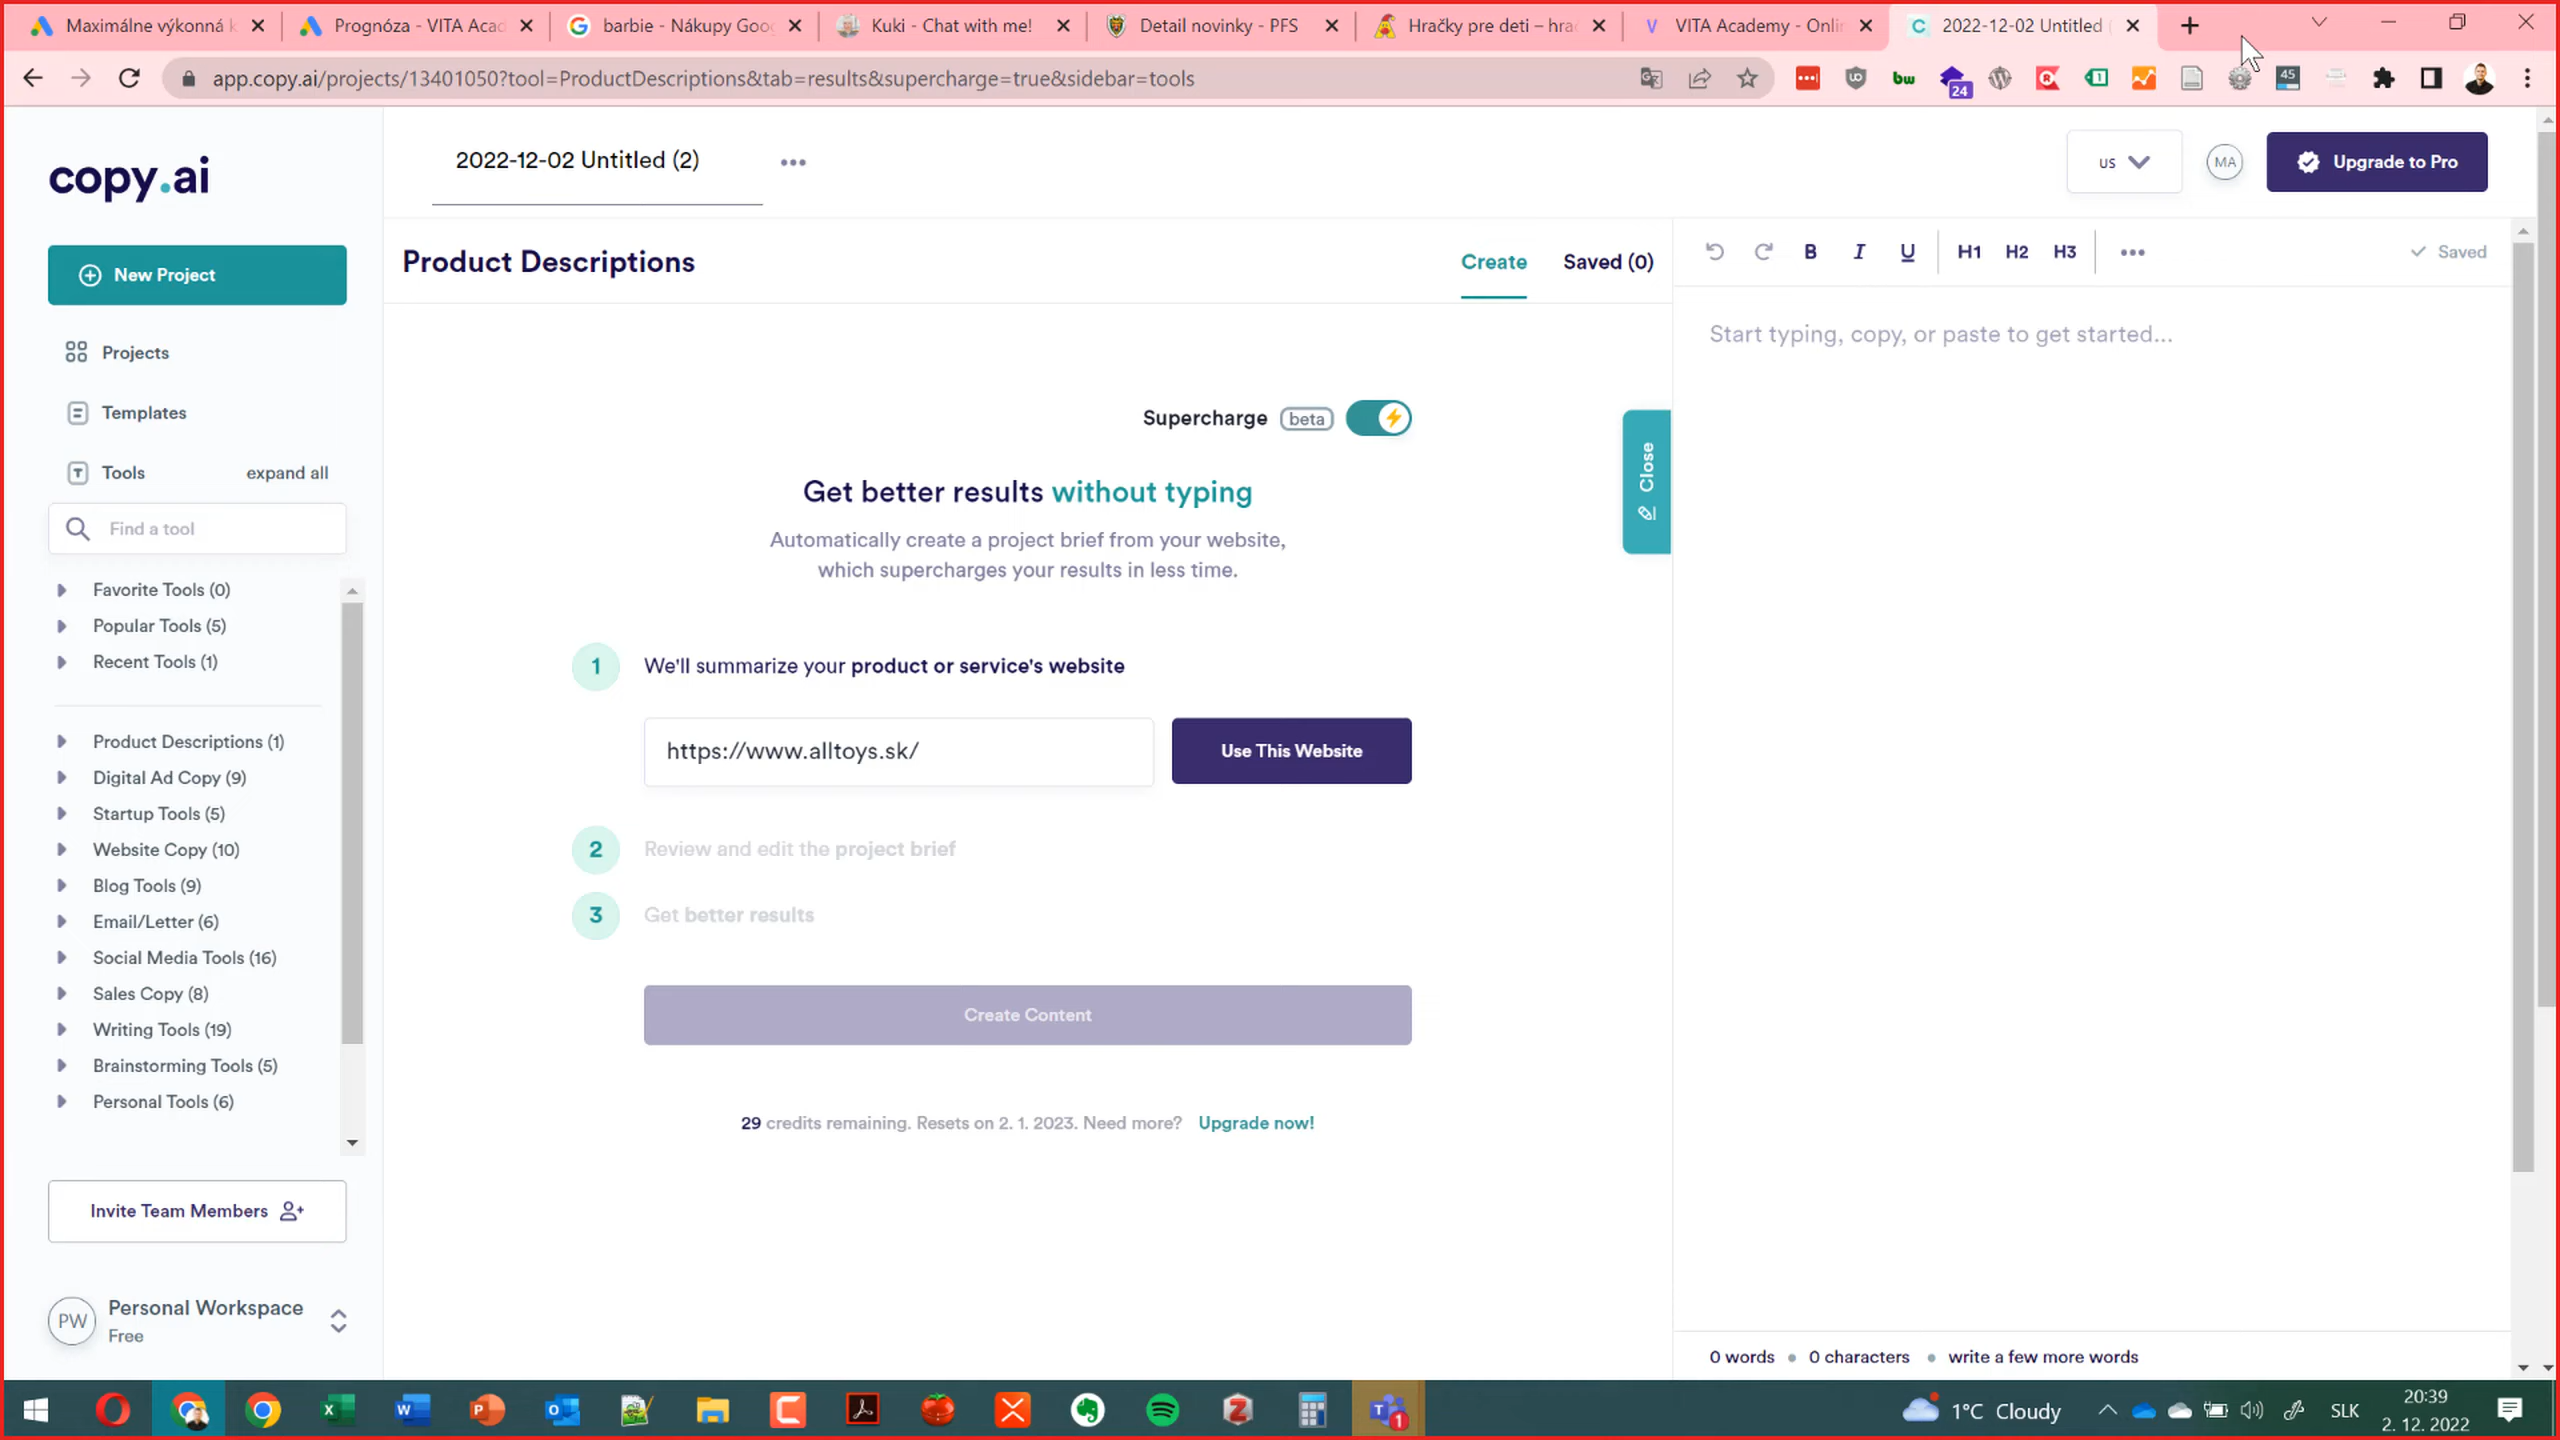 Maximálne výkonná k
Prognóza - VITA Acad
barbie - Nákupy Goog
Kuki - Chat with me!
Detail novinky - PFS
Hračky pre deti – hrač
VITA Academy - Onlin
2022-12-02 Untitled (
app.copy.ai/projects/13401050?tool=ProductDescriptions&tab=results&supercharge=true&sidebar=tools
bw
24
1
45
copy.ai
2022-12-02 Untitled (2)
us
MA
Upgrade to Pro
New Project
Product Descriptions
Create
Saved (0)
B I U H1 H2 H3
Saved
Projects
Start typing, copy, or paste to get started...
Templates
Supercharge beta
Tools
expand all
Close
Get better results without typing
Find a tool
Automatically create a project brief from your website,
which supercharges your results in less time.
Favorite Tools (0)
Popular Tools (5)
Recent Tools (1)
1 We'll summarize your product or service's website
Product Descriptions (1)
https://www.alltoys.sk/
Use This Website
Digital Ad Copy (9)
Startup Tools (5)
Website Copy (10)
2 Review and edit the project brief
Blog Tools (9)
Email/Letter (6)
3 Get better results
Social Media Tools (16)
Sales Copy (8)
Create Content
Writing Tools (19)
Brainstorming Tools (5)
Personal Tools (6)
29 credits remaining. Resets on 2. 1. 2023. Need more? Upgrade now!
Invite Team Members
PW
Personal Workspace
Free
0 words • 0 characters • write a few more words
1°C Cloudy
SLK
20:39
2. 12. 2022